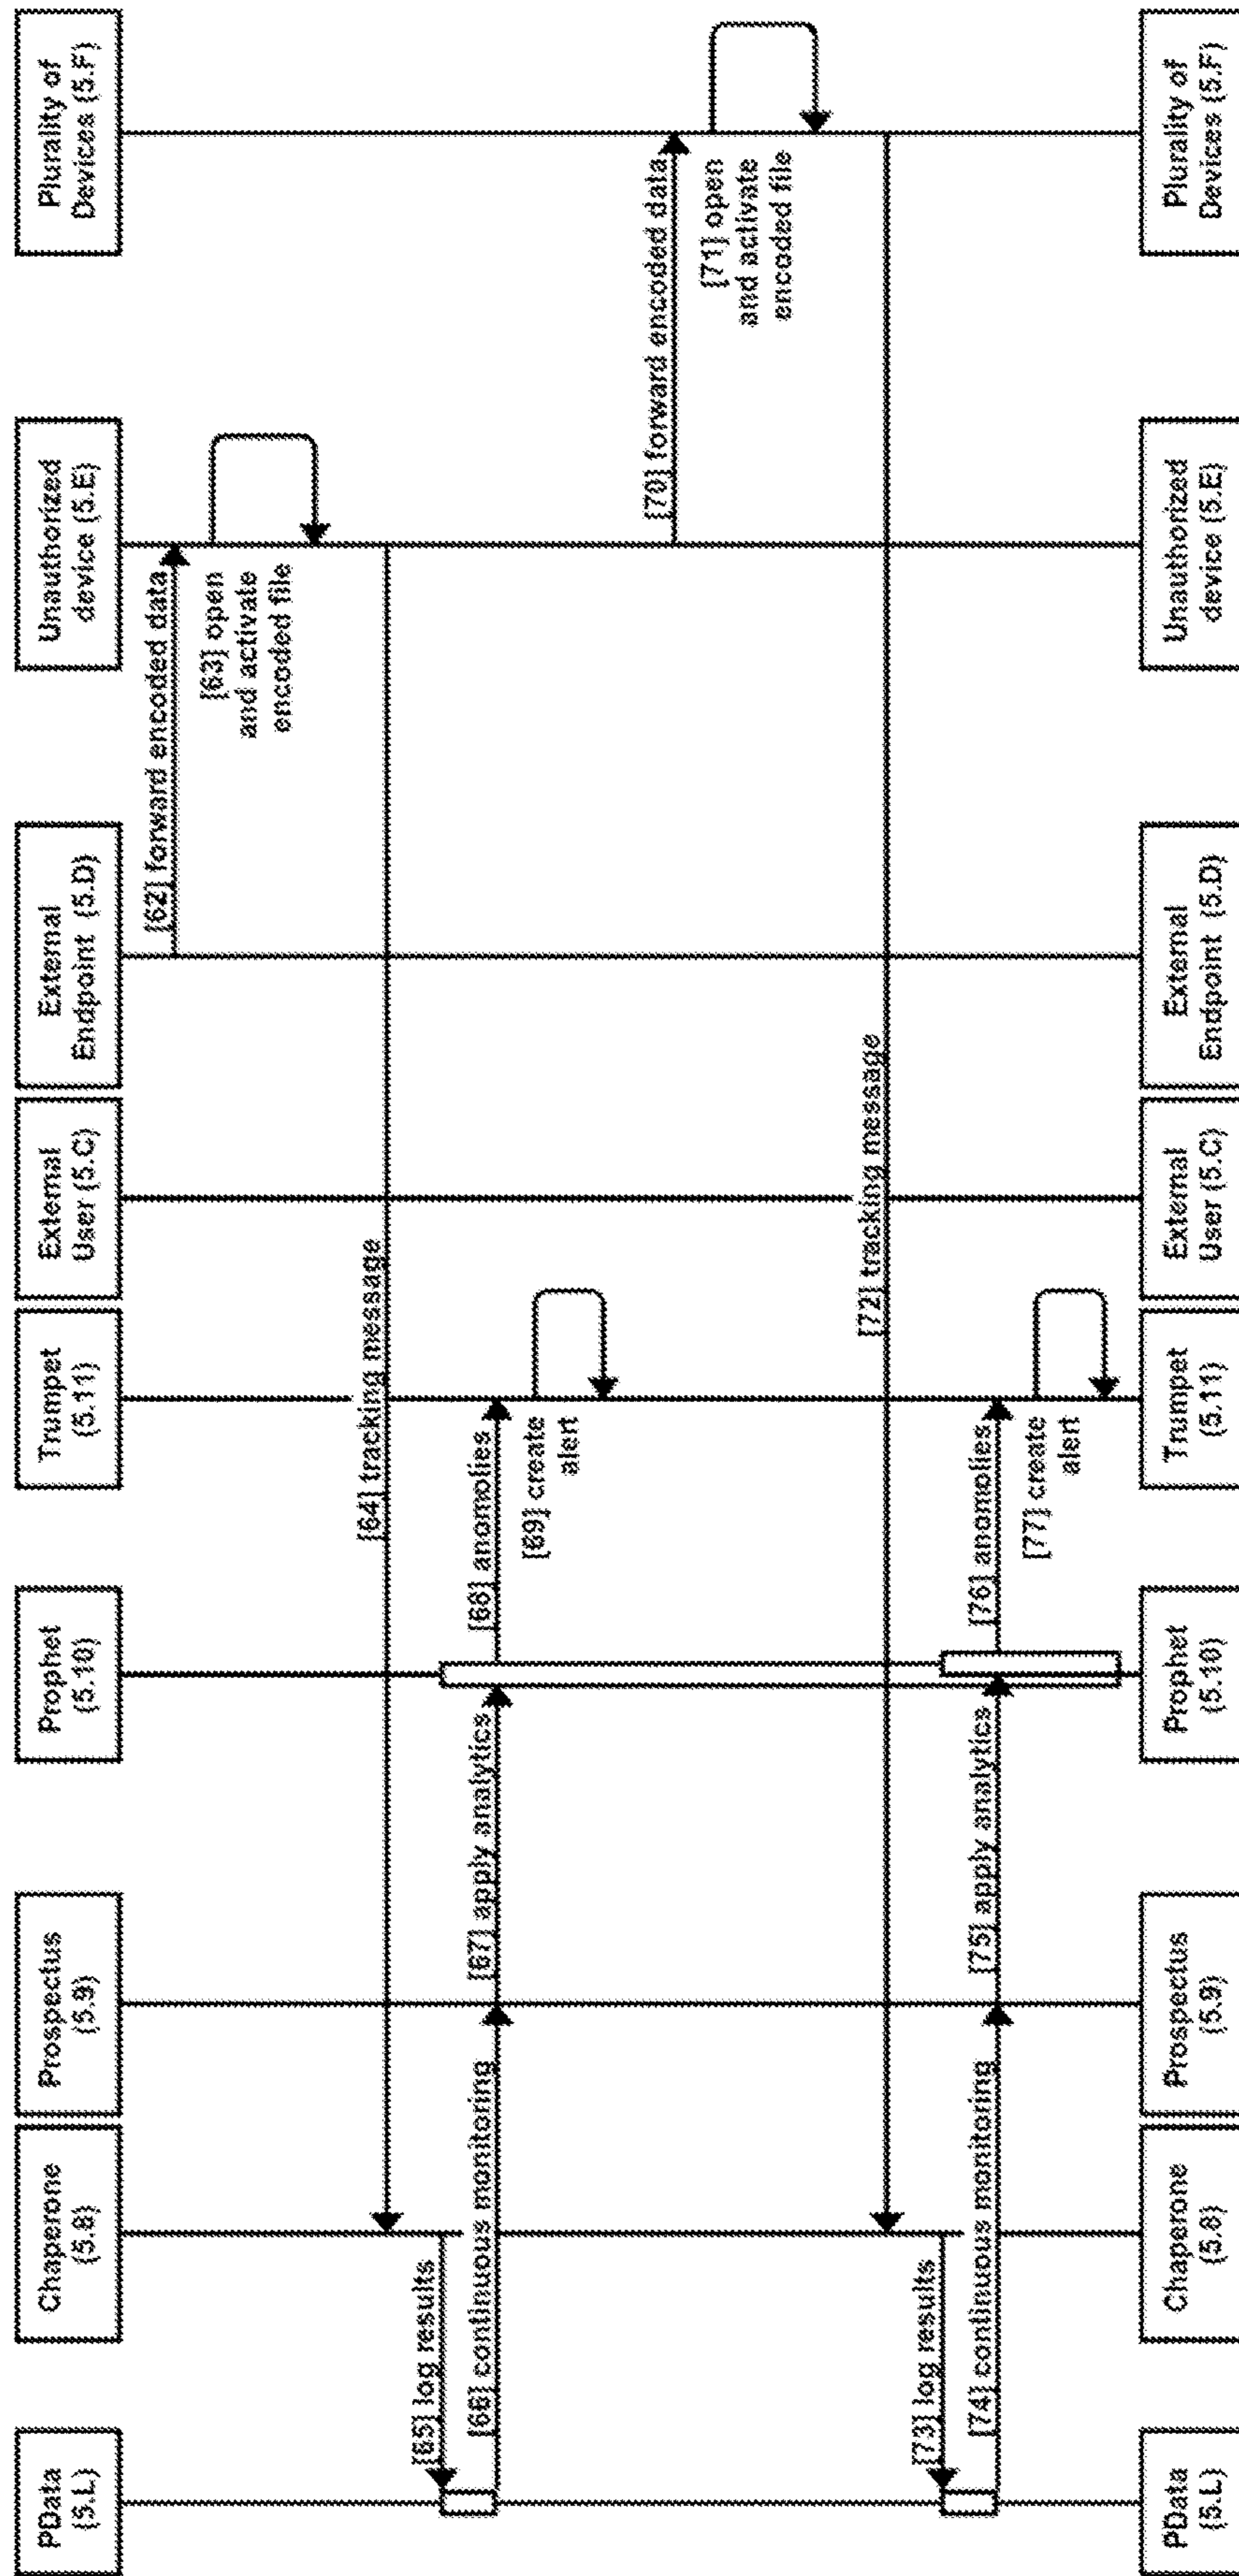 PData
(5.L)
Chaperone
(5.8)
Prospectus
(5.9)
Prophet
(5.10)
Trumpet
(5.11)
External
User (5.C)
External
Endpoint (5.D)
Unauthorized
device (5.E)
Plurality of
Devices (5.F)
[62] forward encoded data
[63] open
and activate
encoded file
[64] tracking message
[65] log results
[66] continuous monitoring
[67] apply analytics
[68] anomolies
[69] create
alert
[70] forward encoded data
[71] open
and activate
encoded file
[72] tracking message
[73] log results
[74] continuous monitoring
[75] apply analytics
[76] anomolies
[77] create
alert
PData
(5.L)
Chaperone
(5.8)
Prospectus
(5.9)
Prophet
(5.10)
Trumpet
(5.11)
External
User (5.C)
External
Endpoint (5.D)
Unauthorized
device (5.E)
Plurality of
Devices (5.F)